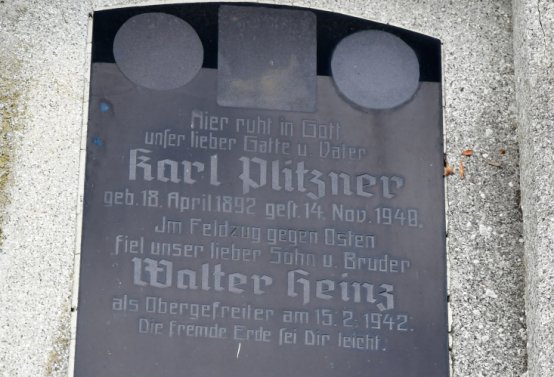 Hier ruht in Gott
unser lieber Gatte u. Vater
Karl Plitzner
geb. 18. April 1892 gest. 14. Nov. 1940.
Im Feldzug gegen Osten
fiel unser lieber Sohn u. Bruder
Walter Heinz
als Obergefreiter am 15. 2. 1942.
Die fremde Erde sei Dir leicht.